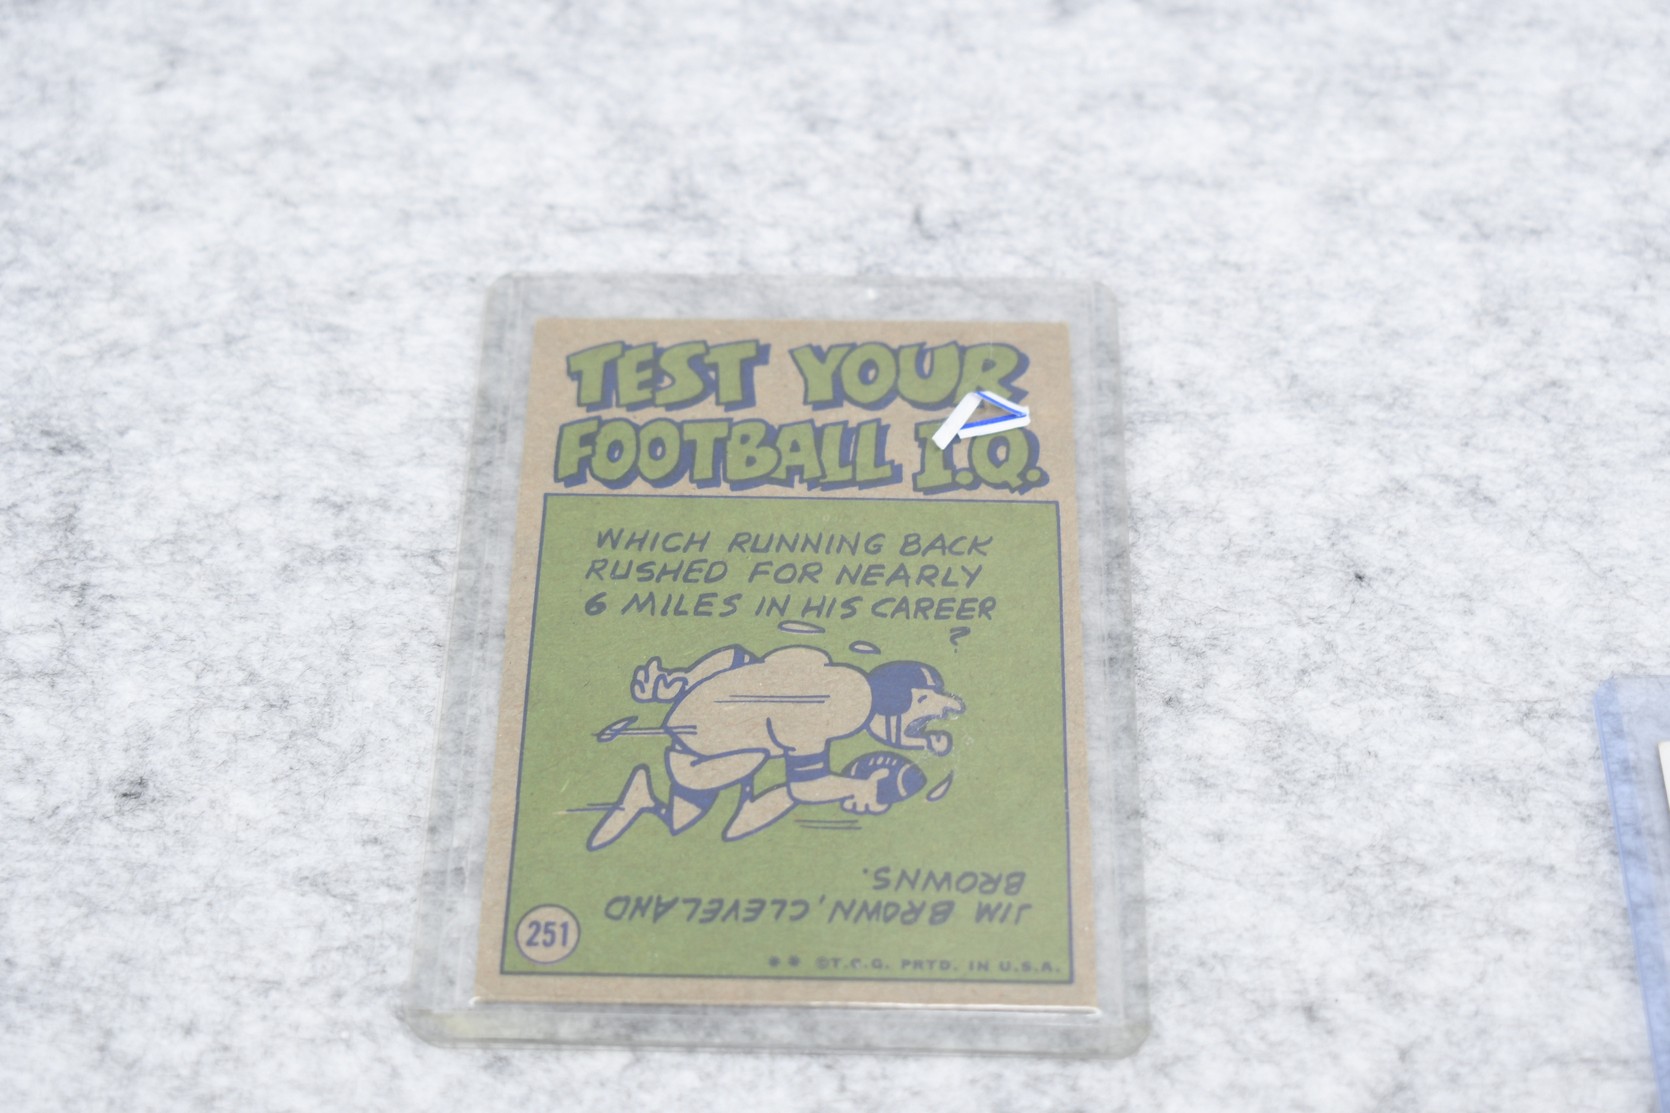 TEST YOUR
FOOTBALL I.Q.
WHICH RUNNING BACK
RUSHED FOR NEARLY
6 MILES IN HIS CAREER
?
JIM BROWN, CLEVELAND
BROWNS.
251
** ©T.C.G. PRTD. IN U.S.A.